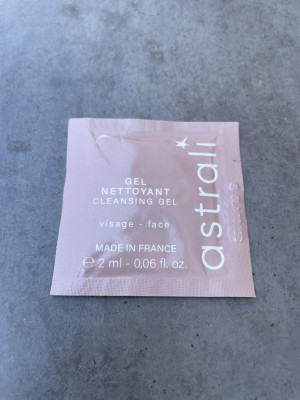 GEL
NETTOYANT
CLEANSING GEL
visage - face
MADE IN FRANCE
℮ 2 ml - 0,06 fl. oz.
astrali